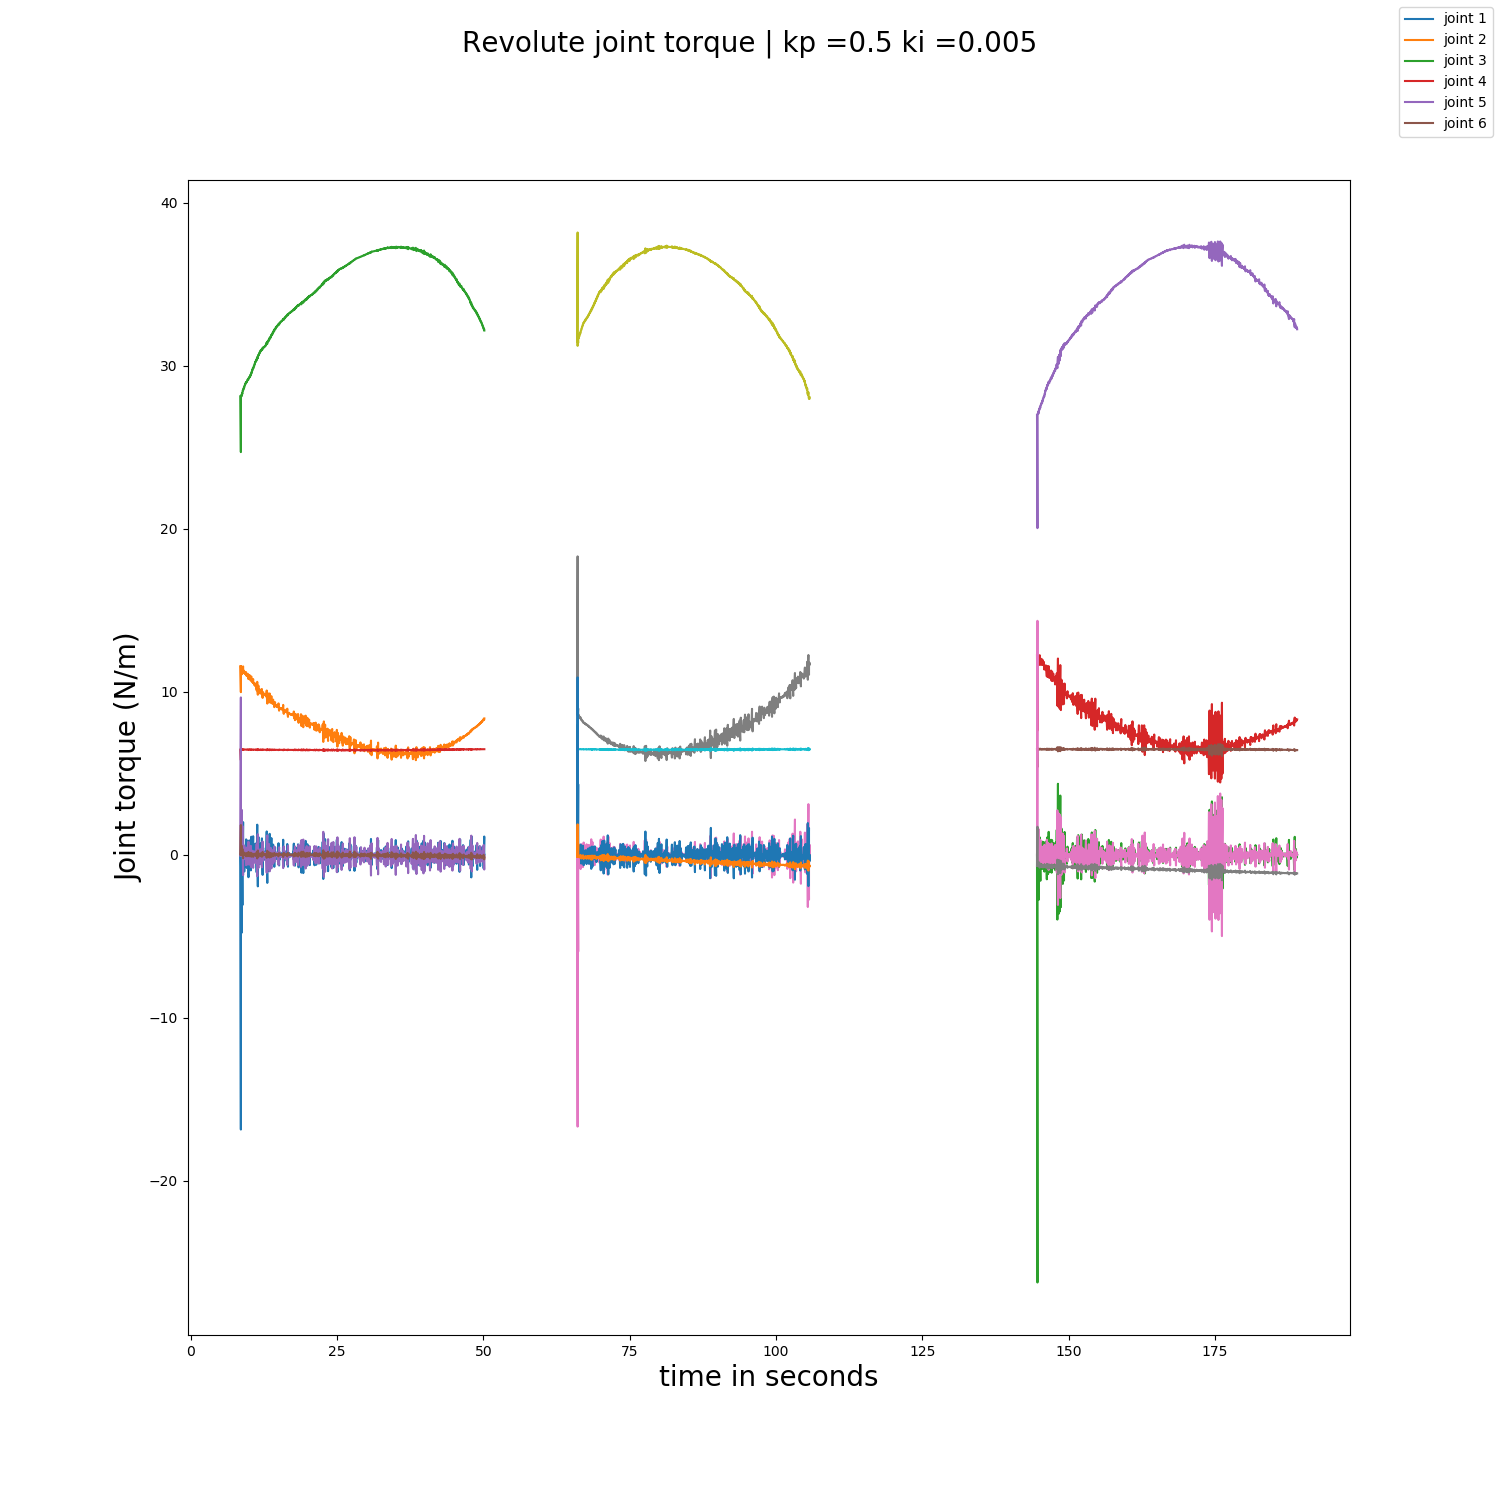 Revolute joint torque | kp =0.5 ki =0.005
joint 1
joint 2
joint 3
joint 4
joint 5
joint 6
40
30
20
10
0
−10
−20
Joint torque (N/m)
0 25 50 75 100 125 150 175
time in seconds